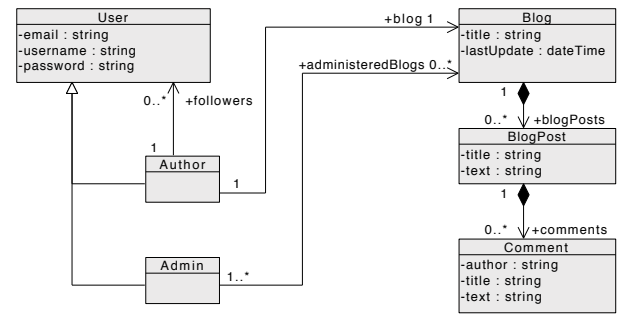 User
-email : string
-username : string
-password : string
+blog 1
Blog
-title : string
-lastUpdate : dateTime
+administeredBlogs 0..*
0..* +followers
1
0..* +blogPosts
1
Author
1
BlogPost
-title : string
-text : string
1
0..* +comments
Admin
1..*
Comment
-author : string
-title : string
-text : string